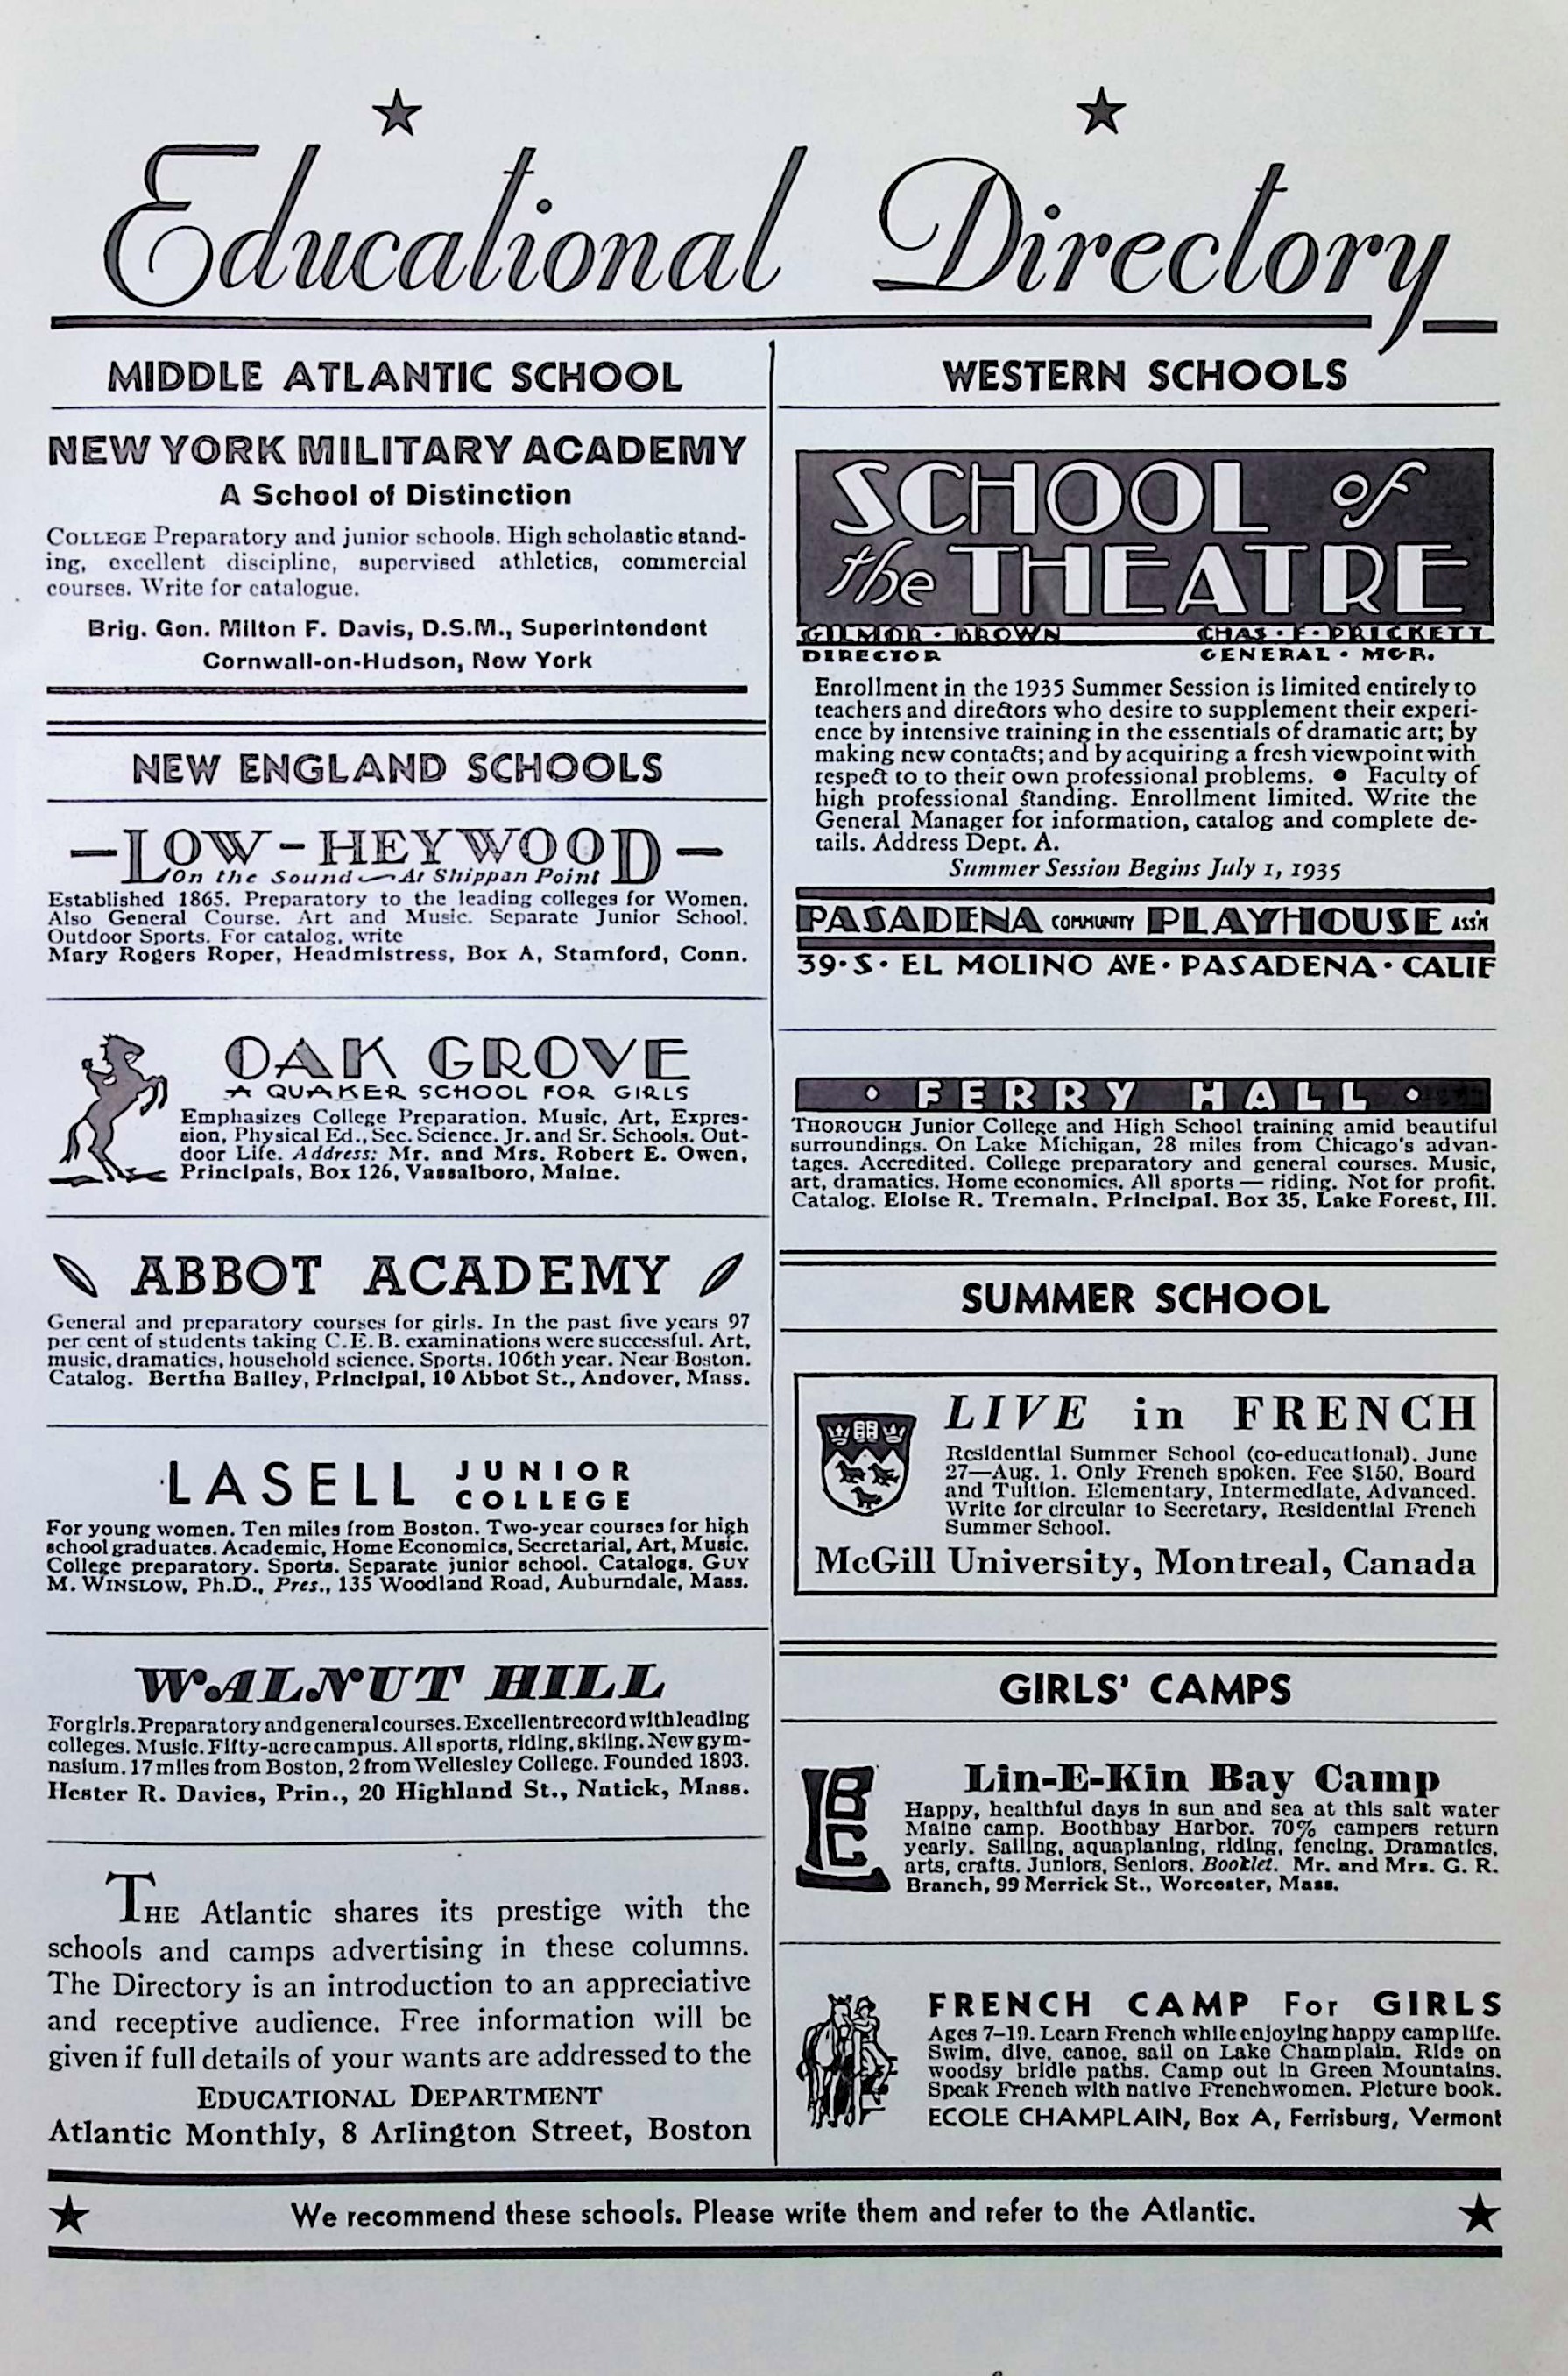 Educational Directory
MIDDLE ATLANTIC SCHOOL
NEW YORK MILITARY ACADEMY
A School of Distinction
COLLEGE Preparatory and junior schools. High scholastic stand-
ing, excellent discipline, supervised athletics, commercial
courses. Write for catalogue.
Brig. Gen. Milton F. Davis, D.S.M., Superintendent
Cornwall-on-Hudson, New York
NEW ENGLAND SCHOOLS
—LOW-HEYWOOD—
On the Sound — At Shippan Point
Established 1865. Preparatory to the leading colleges for Women.
Also General Course. Art and Music. Separate Junior School.
Outdoor Sports. For catalog, write
Mary Rogers Roper, Headmistress, Box A, Stamford, Conn.
OAK GROVE
A QUAKER SCHOOL FOR GIRLS
Emphasizes College Preparation. Music, Art, Expres-
sion, Physical Ed., Sec. Science. Jr. and Sr. Schools. Out-
door Life. Address: Mr. and Mrs. Robert E. Owen,
Principals, Box 126, Vassalboro, Maine.
ABBOT ACADEMY
General and preparatory courses for girls. In the past five years 97
per cent of students taking C.E.B. examinations were successful. Art,
music, dramatics, household science. Sports. 106th year. Near Boston.
Catalog. Bertha Bailey, Principal, 10 Abbot St., Andover, Mass.
LASELL JUNIOR
COLLEGE
For young women. Ten miles from Boston. Two-year courses for high
school graduates. Academic, Home Economics, Secretarial, Art, Music.
College preparatory. Sports. Separate junior school. Catalogs. GUY
M. WINSLOW, Ph.D., Pres., 135 Woodland Road, Auburndale, Mass.
WALNUT HILL
For girls. Preparatory and general courses. Excellent record with leading
colleges. Music. Fifty-acre campus. All sports, riding, skiing. New gym-
nasium. 17 miles from Boston, 2 from Wellesley College. Founded 1893.
Hester R. Davies, Prin., 20 Highland St., Natick, Mass.
THE Atlantic shares its prestige with the
schools and camps advertising in these columns.
The Directory is an introduction to an appreciative
and receptive audience. Free information will be
given if full details of your wants are addressed to the
EDUCATIONAL DEPARTMENT
Atlantic Monthly, 8 Arlington Street, Boston
WESTERN SCHOOLS
SCHOOL of
the THEATRE
GILMOR · BROWN CHAS · F · PRICKETT
DIRECTOR GENERAL · MGR.
Enrollment in the 1935 Summer Session is limited entirely to
teachers and directors who desire to supplement their experi-
ence by intensive training in the essentials of dramatic art; by
making new contacts; and by acquiring a fresh viewpoint with
respect to to their own professional problems. • Faculty of
high professional standing. Enrollment limited. Write the
General Manager for information, catalog and complete de-
tails. Address Dept. A.
Summer Session Begins July 1, 1935
PASADENA COMMUNITY PLAYHOUSE ASS'N
39·S· EL MOLINO AVE· PASADENA· CALIF
· FERRY HALL ·
THOROUGH Junior College and High School training amid beautiful
surroundings. On Lake Michigan, 28 miles from Chicago's advan-
tages. Accredited. College preparatory and general courses. Music,
art, dramatics. Home economics. All sports — riding. Not for profit.
Catalog. Eloise R. Tremain, Principal. Box 35, Lake Forest, Ill.
SUMMER SCHOOL
LIVE in FRENCH
Residential Summer School (co-educational). June
27—Aug. 1. Only French spoken. Fee $150, Board
and Tuition. Elementary, Intermediate, Advanced.
Write for circular to Secretary, Residential French
Summer School.
McGill University, Montreal, Canada
GIRLS' CAMPS
LBC
Lin-E-Kin Bay Camp
Happy, healthful days in sun and sea at this salt water
Maine camp. Boothbay Harbor. 70% campers return
yearly. Sailing, aquaplaning, riding, fencing. Dramatics,
arts, crafts. Juniors, Seniors. Booklet. Mr. and Mrs. G. R.
Branch, 99 Merrick St., Worcester, Mass.
FRENCH CAMP For GIRLS
Ages 7–19. Learn French while enjoying happy camp life.
Swim, dive, canoe, sail on Lake Champlain. Ride on
woodsy bridle paths. Camp out in Green Mountains.
Speak French with native Frenchwomen. Picture book.
ECOLE CHAMPLAIN, Box A, Ferrisburg, Vermont
We recommend these schools. Please write them and refer to the Atlantic.